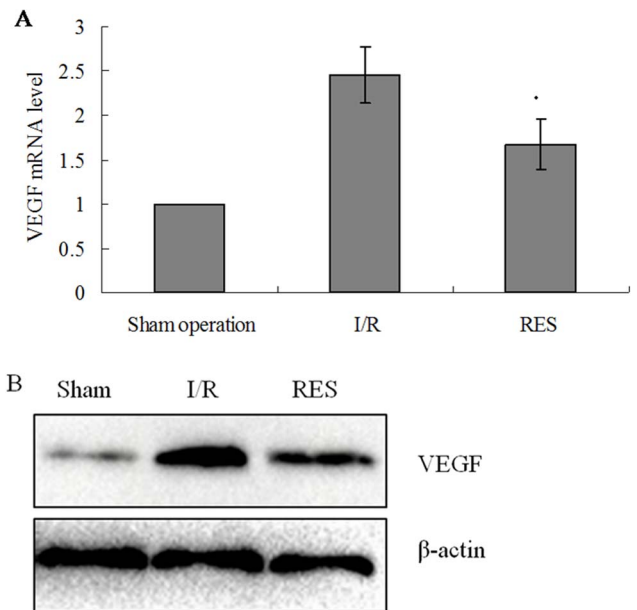 A
VEGF mRNA level
3
2.5
2
1.5
1
0.5
0
Sham operation I/R RES
B
Sham I/R RES
VEGF
β-actin